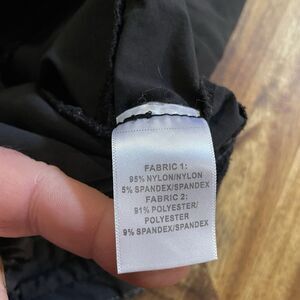 FABRIC 1:
95% NYLON/NYLON
5% SPANDEX/SPANDEX
FABRIC 2:
91% POLYESTER/
POLYESTER
9% SPANDEX/SPANDEX